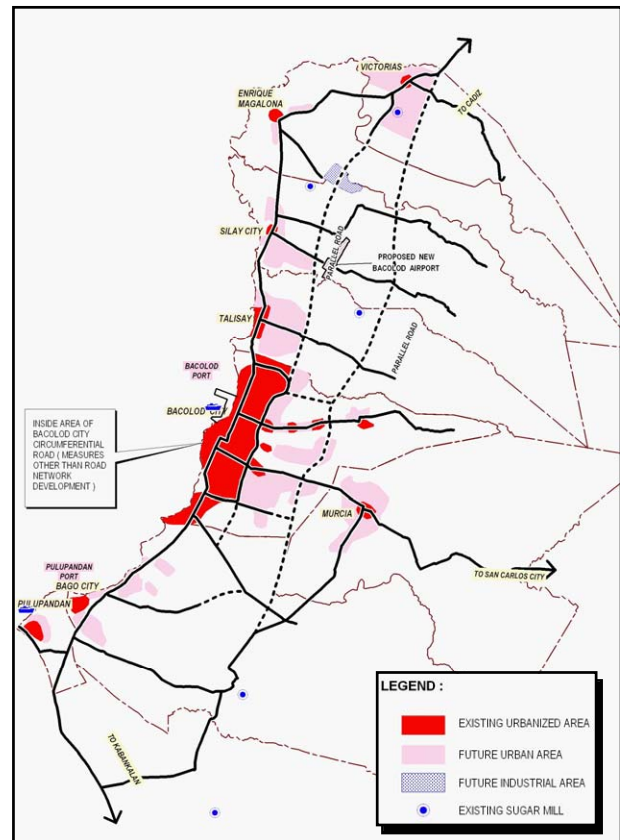 VICTORIAS
ENRIQUE
MAGALONA
TO CADIZ
SILAY CITY
PARALLEL ROAD
PROPOSED NEW
BACOLOD AIRPORT
TALISAY
PARALLEL ROAD
BACOLOD
PORT
BACOLOD CITY
INSIDE AREA OF
BACOLOD CITY
CIRCUMFERENTIAL
ROAD ( MEASURES
OTHER THAN ROAD
NETWORK
DEVELOPMENT )
MURCIA
TO SAN CARLOS CITY
PULUPANDAN
PORT
BAGO CITY
PULUPANDAN
TO KABANKALAN
LEGEND :
EXISTING URBANIZED AREA
FUTURE URBAN AREA
FUTURE INDUSTRIAL AREA
EXISTING SUGAR MILL